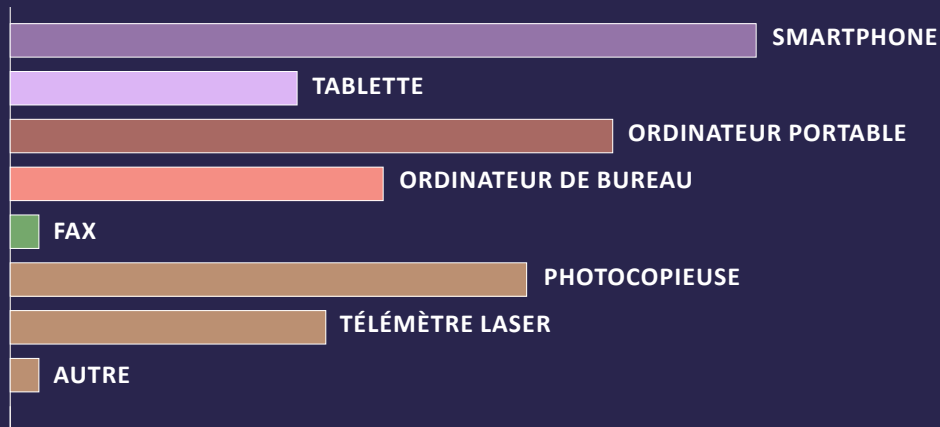 SMARTPHONE
TABLETTE
ORDINATEUR PORTABLE
ORDINATEUR DE BUREAU
FAX
PHOTOCOPIEUSE
TÉLÉMÈTRE LASER
AUTRE